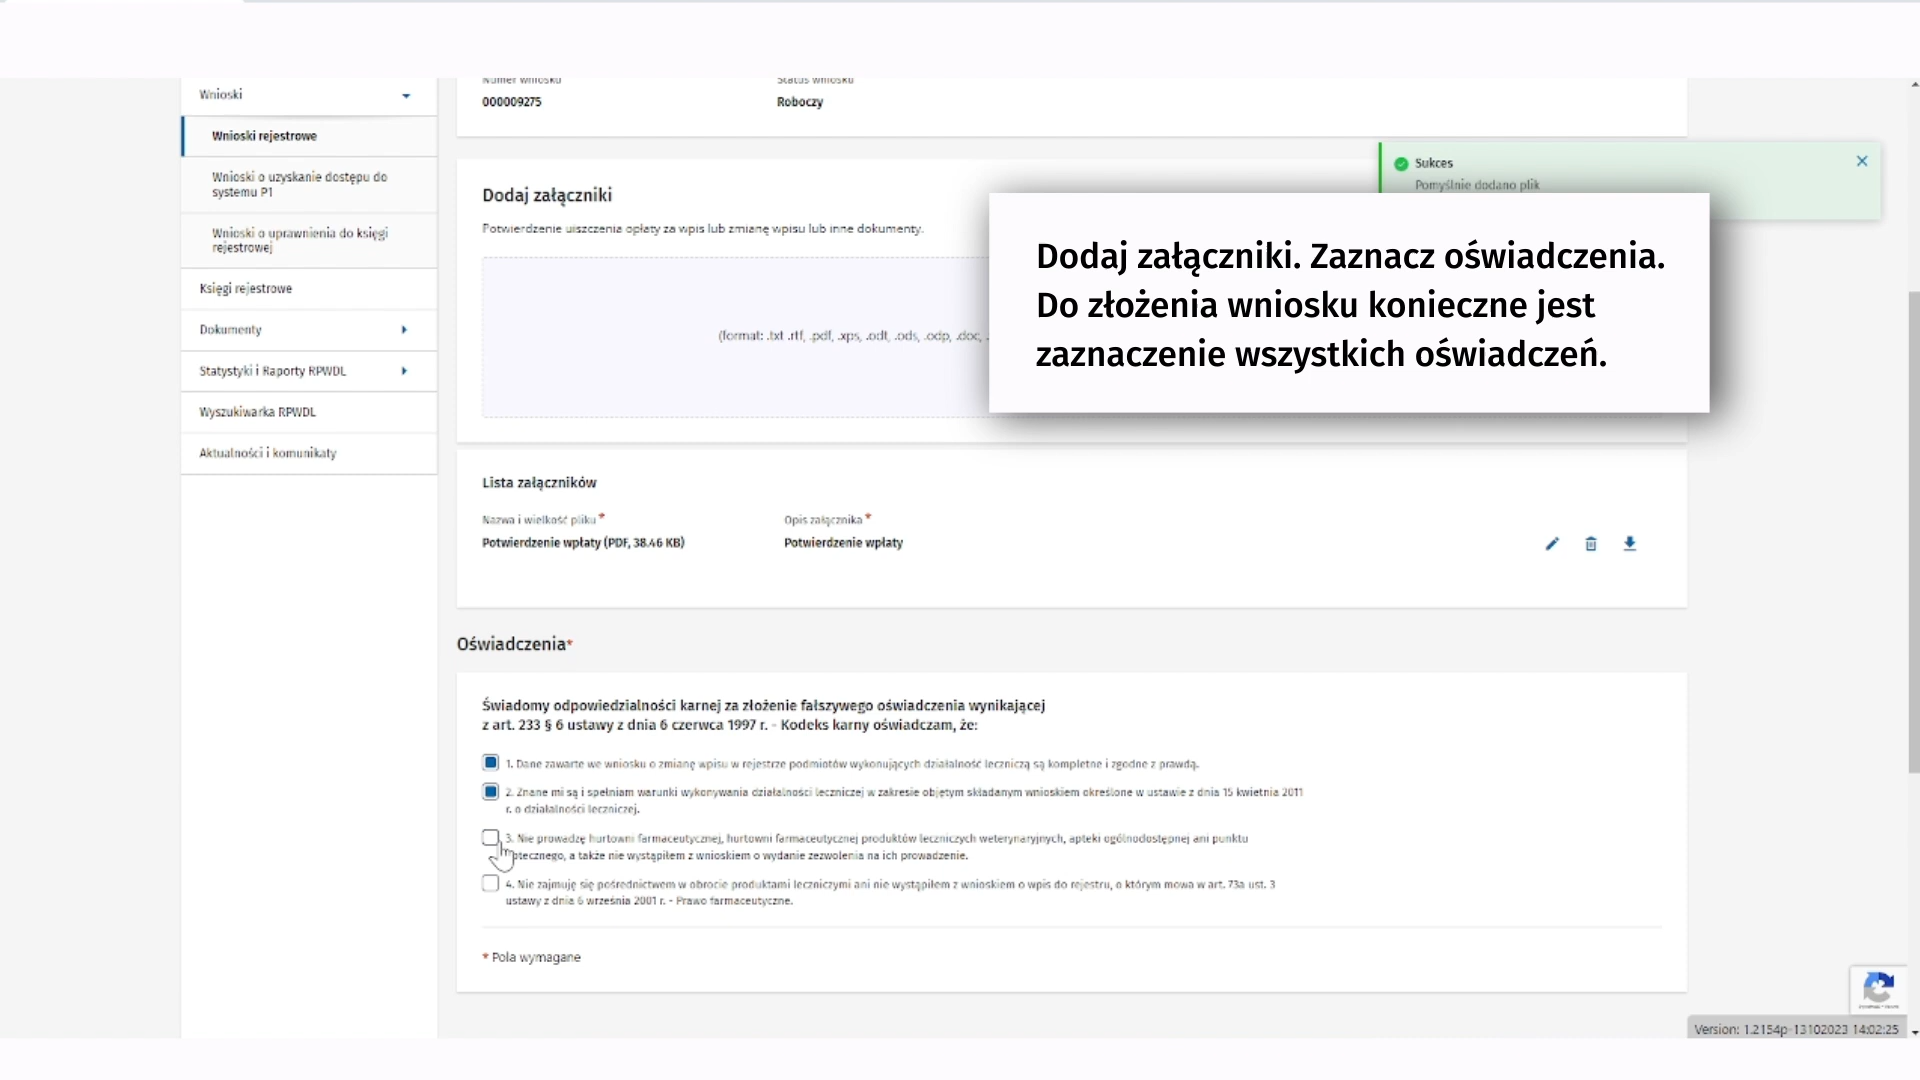 Wnioski
Wnioski rejestrowe
Wnioski o uzyskanie dostępu do
systemu P1
Wnioski o uprawnienia do księgi
rejestrowej
Księgi rejestrowe
Dokumenty
Statystyki i Raporty RPWDL
Wyszukiwarka RPWDL
Aktualności i komunikaty
Numer wniosku
Status wniosku
000009275
Roboczy
Sukces
Pomyślnie dodano plik
Dodaj załączniki
Potwierdzenie uiszczenia opłaty za wpis lub zmianę wpisu lub inne dokumenty.
(format: .txt .rtf, .pdf, .xps, .odt, .ods, .odp, .doc,
Dodaj załączniki. Zaznacz oświadczenia.
Do złożenia wniosku konieczne jest
zaznaczenie wszystkich oświadczeń.
Lista załączników
Nazwa i wielkość pliku *
Opis załącznika *
Potwierdzenie wpłaty (PDF, 38.46 KB)
Potwierdzenie wpłaty
Oświadczenia*
Świadomy odpowiedzialności karnej za złożenie fałszywego oświadczenia wynikającej
z art. 233 § 6 ustawy z dnia 6 czerwca 1997 r. - Kodeks karny oświadczam, że:
1. Dane zawarte we wniosku o zmianę wpisu w rejestrze podmiotów wykonujących działalność leczniczą są kompletne i zgodne z prawdą.
2. Znane mi są i spełniam warunki wykonywania działalności leczniczej w zakresie objętym składanym wnioskiem określone w ustawie z dnia 15 kwietnia 2011
r. o działalności leczniczej.
3. Nie prowadzę hurtowni farmaceutycznej, hurtowni farmaceutycznej produktów leczniczych weterynaryjnych, apteki ogólnodostępnej ani punktu
ptecznego, a także nie wystąpiłem z wnioskiem o wydanie zezwolenia na ich prowadzenie.
4. Nie zajmuję się pośrednictwem w obrocie produktami leczniczymi ani nie wystąpiłem z wnioskiem o wpis do rejestru, o którym mowa w art. 73a ust. 3
ustawy z dnia 6 września 2001 r. - Prawo farmaceutyczne.
* Pola wymagane
Version: 1.2154p-13102023 14:02:25